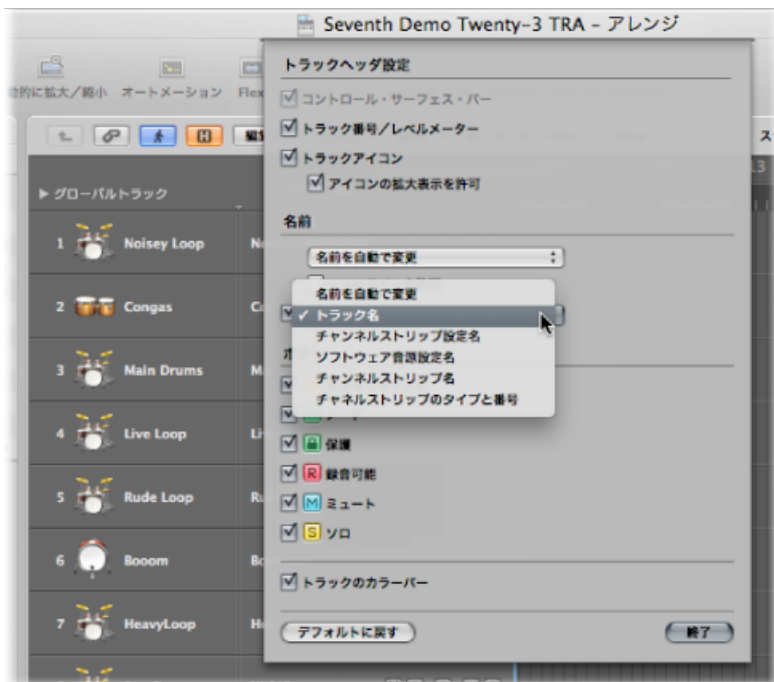 Seventh Demo Twenty-3 TRA - アレンジ
トラックヘッダ設定
動的に拡大/縮小 オートメーション Flex
コントロール・サーフェス・バー
トラック番号/レベルメーター
トラックアイコン
アイコンの拡大表示を許可
13
▶ グローバルトラック
名前
名前を自動で変更
名前を自動で変更
✓ トラック名
チャンネルストリップ設定名
ソフトウェア音源設定名
チャンネルストリップ名
チャネルストリップのタイプと番号
1 Noisey Loop
2 Congas
3 Main Drums
4 Live Loop
5 Rude Loop
6 Booom
7 HeavyLoop
保護
R 録音可能
M ミュート
S ソロ
トラックのカラーバー
デフォルトに戻す
終了